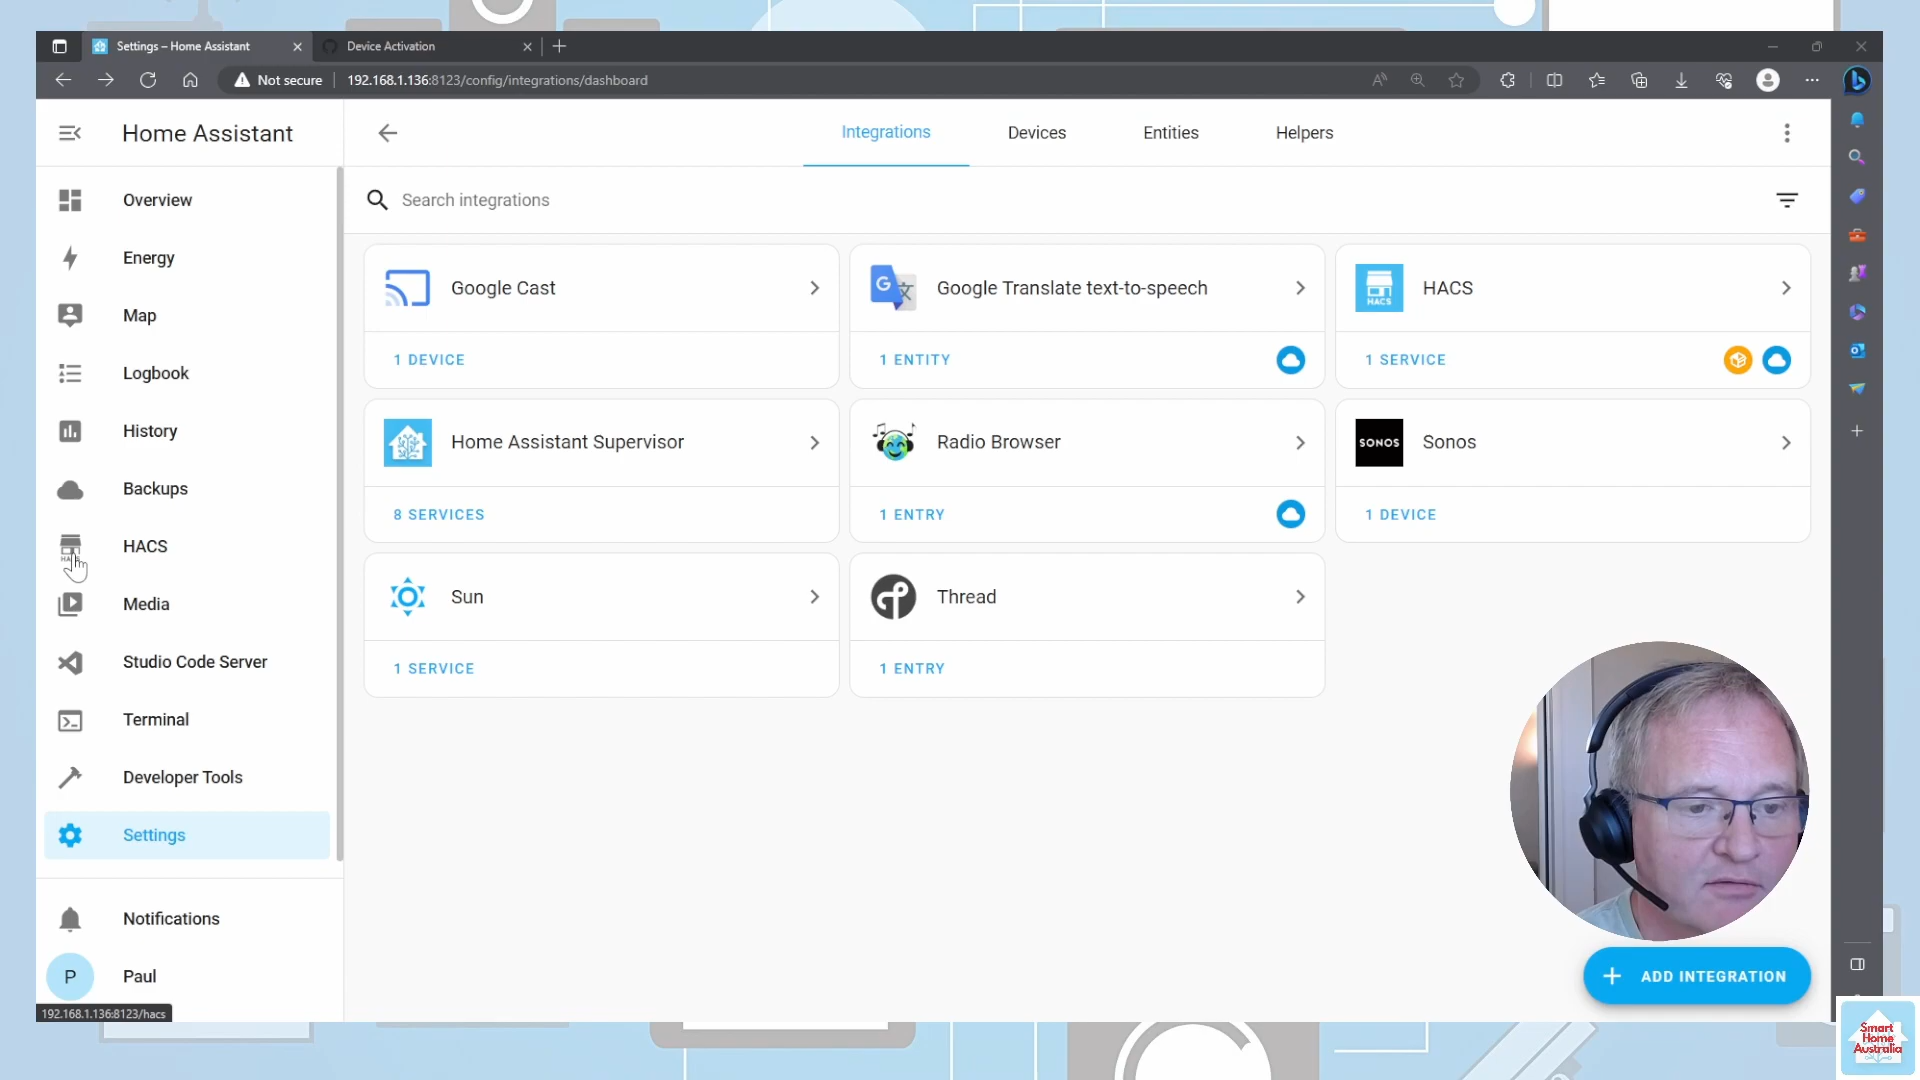 Settings – Home Assistant
Device Activation
Not secure
192.168.1.136:8123/config/integrations/dashboard
Home Assistant
Integrations
Devices
Entities
Helpers
Overview
Search integrations
Energy
Google Cast
Google Translate text-to-speech
HACS
HACS
Map
1 DEVICE
1 ENTITY
1 SERVICE
Logbook
History
Home Assistant Supervisor
Radio Browser
SONOS
Sonos
Backups
8 SERVICES
1 ENTRY
1 DEVICE
HACS
Media
Sun
Thread
Studio Code Server
1 SERVICE
1 ENTRY
Terminal
Developer Tools
Settings
Notifications
P
Paul
ADD INTEGRATION
192.168.1.136:8123/hacs
Smart
Home
Australia